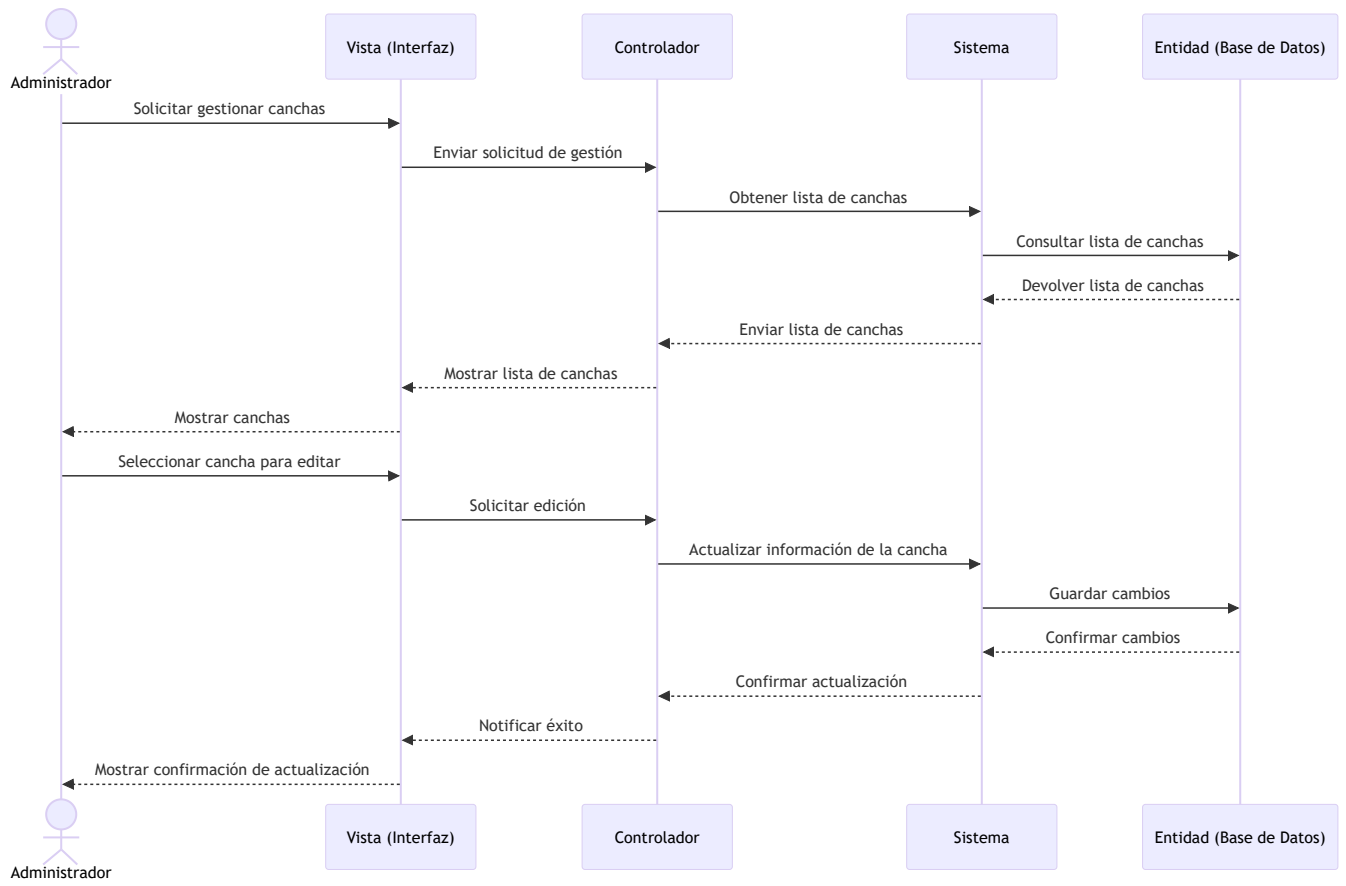 Administrador
Vista (Interfaz)
Controlador
Sistema
Entidad (Base de Datos)
Solicitar gestionar canchas
Enviar solicitud de gestión
Obtener lista de canchas
Consultar lista de canchas
Devolver lista de canchas
Enviar lista de canchas
Mostrar lista de canchas
Mostrar canchas
Seleccionar cancha para editar
Solicitar edición
Actualizar información de la cancha
Guardar cambios
Confirmar cambios
Confirmar actualización
Notificar éxito
Mostrar confirmación de actualización
Administrador
Vista (Interfaz)
Controlador
Sistema
Entidad (Base de Datos)